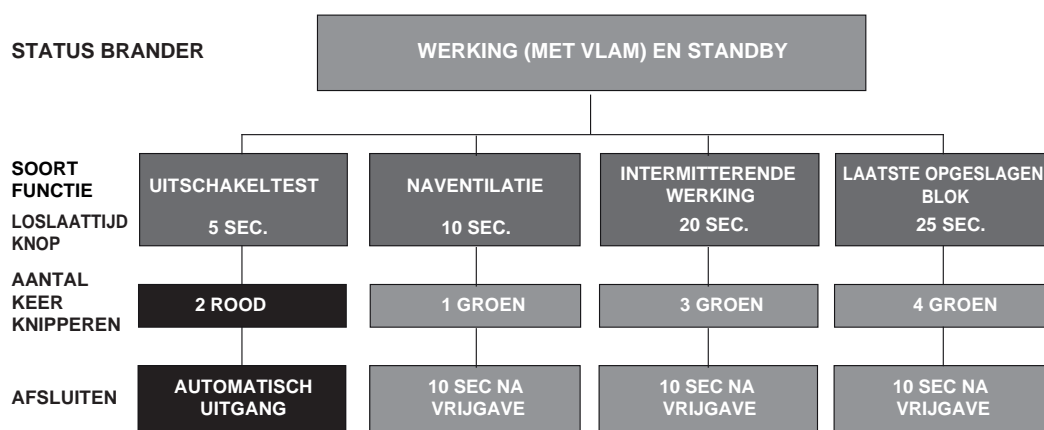 STATUS BRANDER
WERKING (MET VLAM) EN STANDBY
SOORT
FUNCTIE
UITSCHAKELTEST
NAVENTILATIE
INTERMITTERENDE
WERKING
LAATSTE OPGESLAGEN
BLOK
LOSLAATTIJD
KNOP
5 SEC.
10 SEC.
20 SEC.
25 SEC.
AANTAL
KEER
KNIPPEREN
2 ROOD
1 GROEN
3 GROEN
4 GROEN
AFSLUITEN
AUTOMATISCH
UITGANG
10 SEC NA
VRIJGAVE
10 SEC NA
VRIJGAVE
10 SEC NA
VRIJGAVE